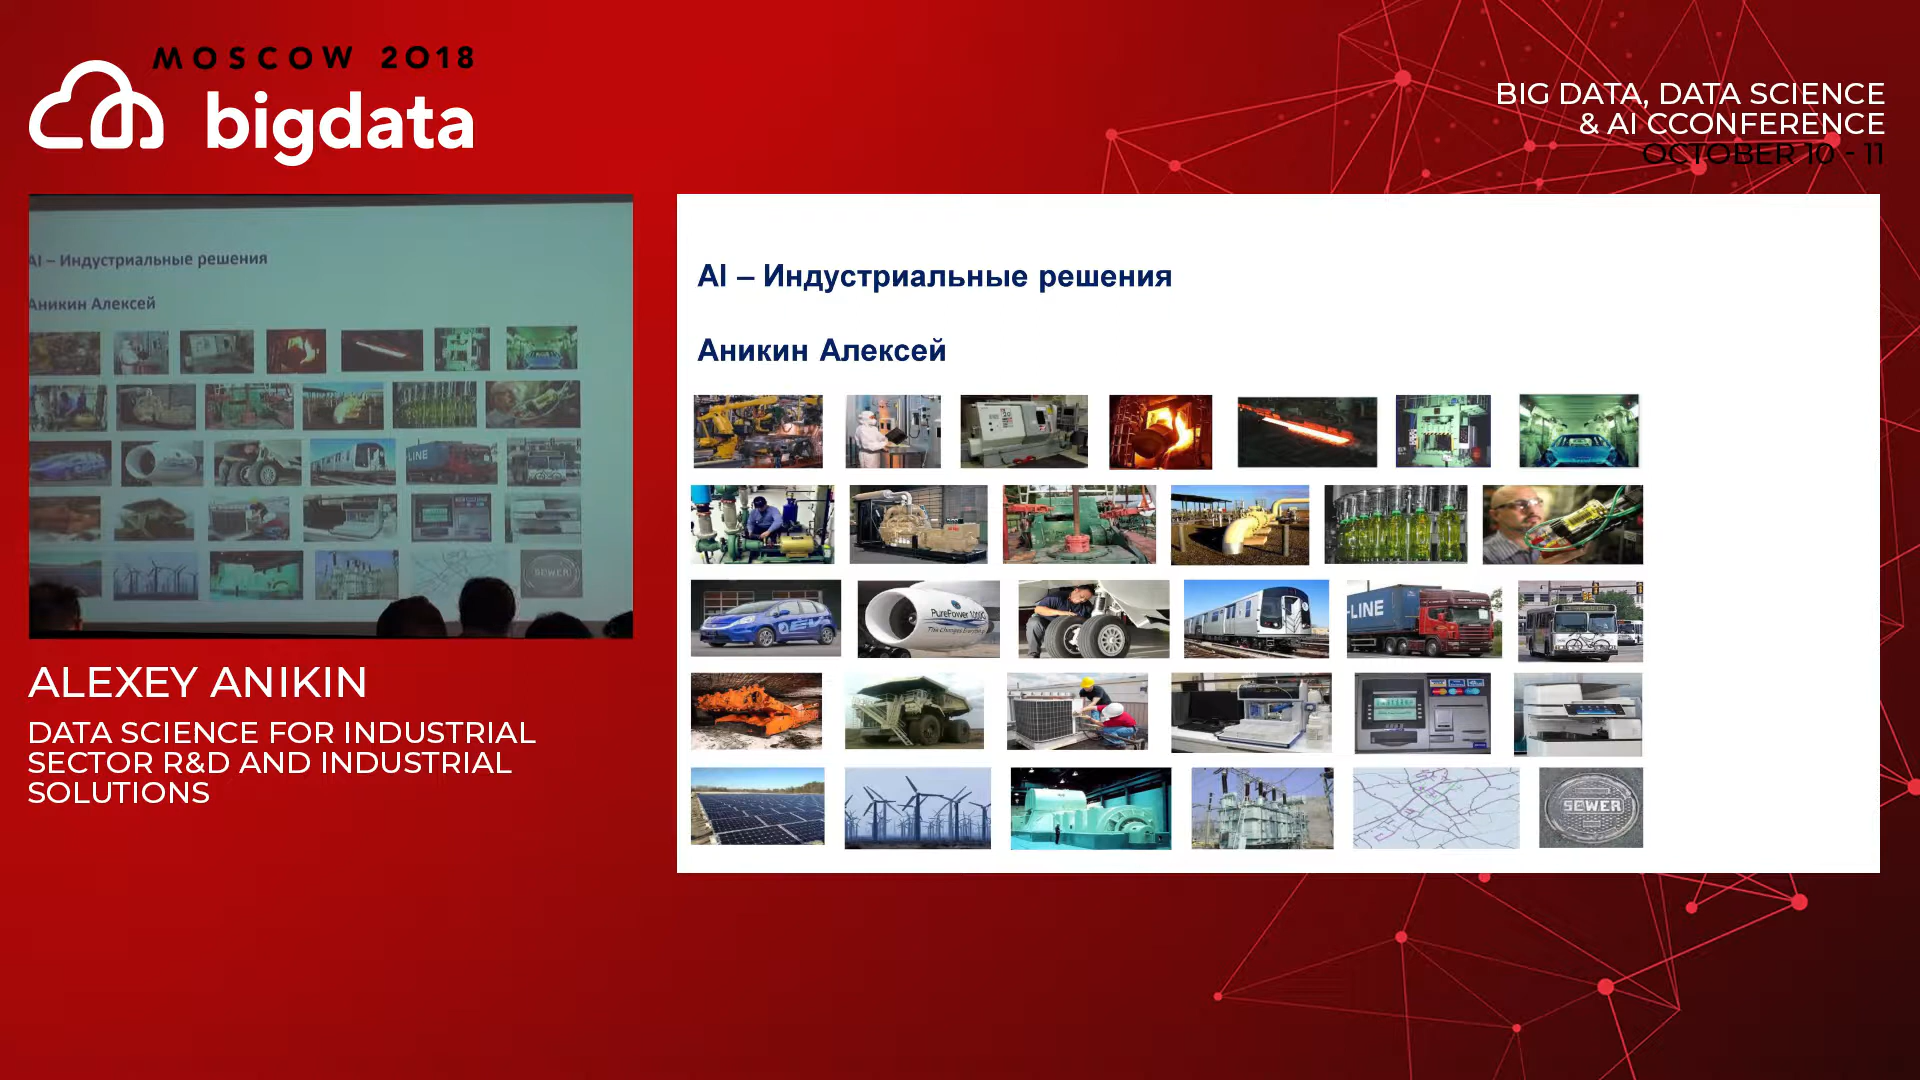 MOSCOW 2018
bigdata
BIG DATA, DATA SCIENCE
& AI CCONFERENCE
OCTOBER 10 - 11
AI – Индустриальные решения
Аникин Алексей
LINE
SEWER
ALEXEY ANIKIN
DATA SCIENCE FOR INDUSTRIAL
SECTOR R&D AND INDUSTRIAL
SOLUTIONS
AI – Индустриальные решения
Аникин Алексей
PurePower
-LINE
SEWER